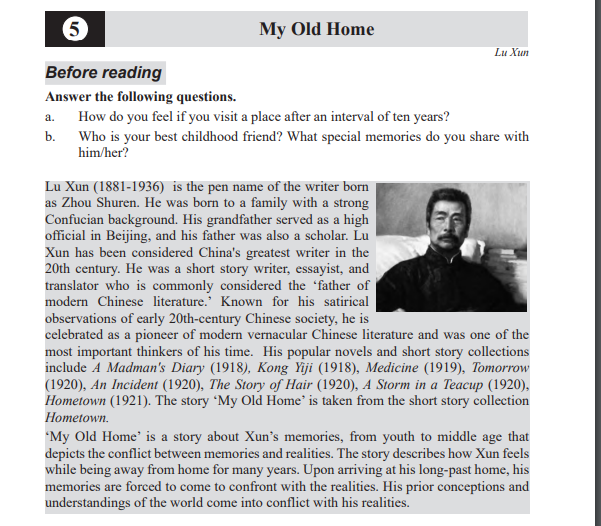 5
My Old Home
Lu Xun
Before reading
Answer the following questions.
a. How do you feel if you visit a place after an interval of ten years?
b. Who is your best childhood friend? What special memories do you share with
him/her?
Lu Xun (1881-1936) is the pen name of the writer born
as Zhou Shuren. He was born to a family with a strong
Confucian background. His grandfather served as a high
official in Beijing, and his father was also a scholar. Lu
Xun has been considered China's greatest writer in the
20th century. He was a short story writer, essayist, and
translator who is commonly considered the ‘father of
modern Chinese literature.’ Known for his satirical
observations of early 20th-century Chinese society, he is
celebrated as a pioneer of modern vernacular Chinese literature and was one of the
most important thinkers of his time. His popular novels and short story collections
include A Madman's Diary (1918), Kong Yiji (1918), Medicine (1919), Tomorrow
(1920), An Incident (1920), The Story of Hair (1920), A Storm in a Teacup (1920),
Hometown (1921). The story ‘My Old Home’ is taken from the short story collection
Hometown.
‘My Old Home’ is a story about Xun’s memories, from youth to middle age that
depicts the conflict between memories and realities. The story describes how Xun feels
while being away from home for many years. Upon arriving at his long-past home, his
memories are forced to come to confront with the realities. His prior conceptions and
understandings of the world come into conflict with his realities.